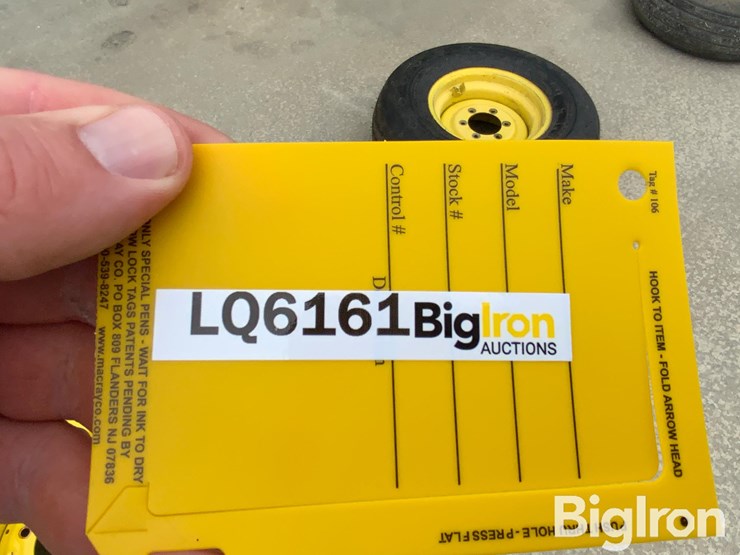 LQ6161 BigIron
AUCTIONS
Tag # 106
Make
Model
Stock #
Control #
HOOK TO ITEM - FOLD ARROW HEAD
HOLE - PRESS FLAT
ONLY SPECIAL PENS - WAIT FOR INK TO DRY
LOCK TAGS PATENTS PENDING BY
CO. PO BOX 809 FLANDERS NJ 07836
539-8247 www.macrayco.com
BigIron